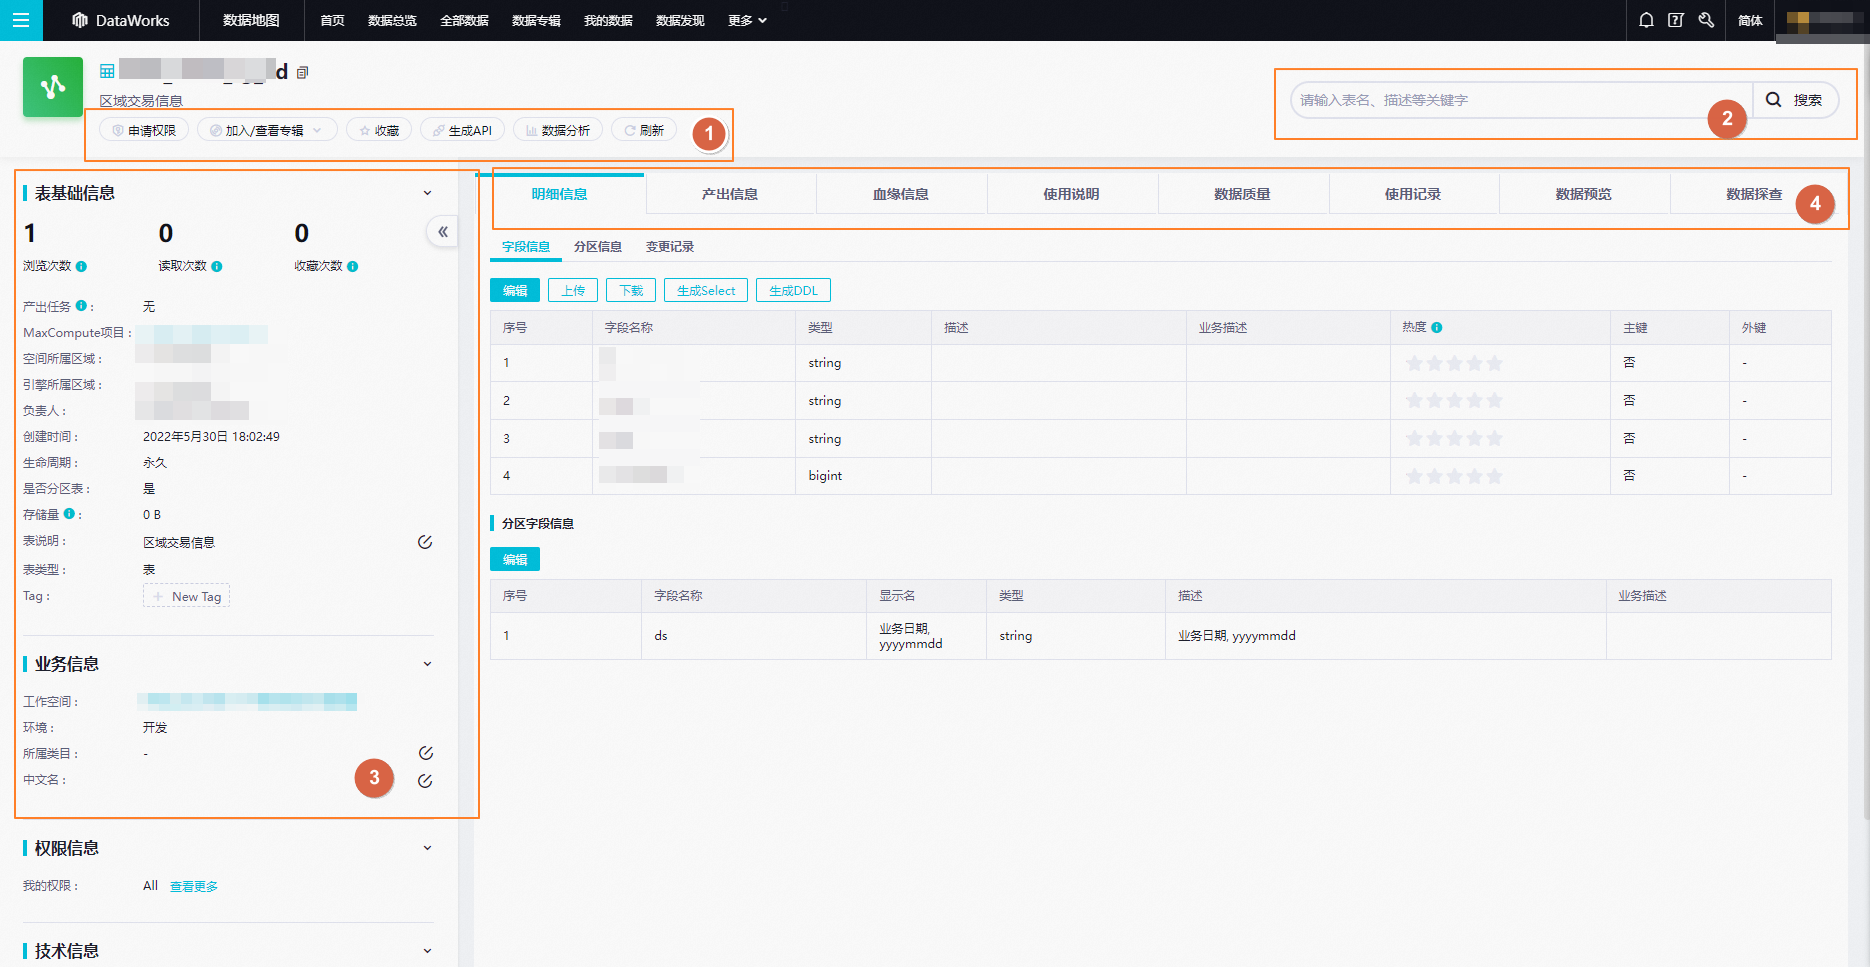 DataWorks 数据地图 首页 数据总览 全部数据 数据专辑 我的数据 数据发现 更多 简体
d
区域交易信息
申请权限 加入/查看专辑 收藏 生成API 数据分析 刷新 1
请输入表名、描述等关键字 搜索 2
表基础信息
1 0 0
浏览次数 读取次数 收藏次数
产出任务 : 无
MaxCompute项目 :
空间所属区域 :
引擎所属区域 :
负责人 :
创建时间 : 2022年5月30日 18:02:49
生命周期 : 永久
是否分区表 : 是
存储量 : 0 B
表说明 : 区域交易信息
表类型 : 表
Tag : New Tag
业务信息
工作空间 :
环境 : 开发
所属类目 : -
中文名 :
3
权限信息
我的权限 : All 查看更多
技术信息
明细信息 产出信息 血缘信息 使用说明 数据质量 使用记录 数据预览 数据探查 4
字段信息 分区信息 变更记录
编辑 上传 下载 生成Select 生成DDL
序号 字段名称 类型 描述 业务描述 热度 主键 外键
1 string 否 -
2 string 否 -
3 string 否 -
4 bigint 否 -
分区字段信息
编辑
序号 字段名称 显示名 类型 描述 业务描述
1 ds 业务日期, yyyymmdd string 业务日期, yyyymmdd